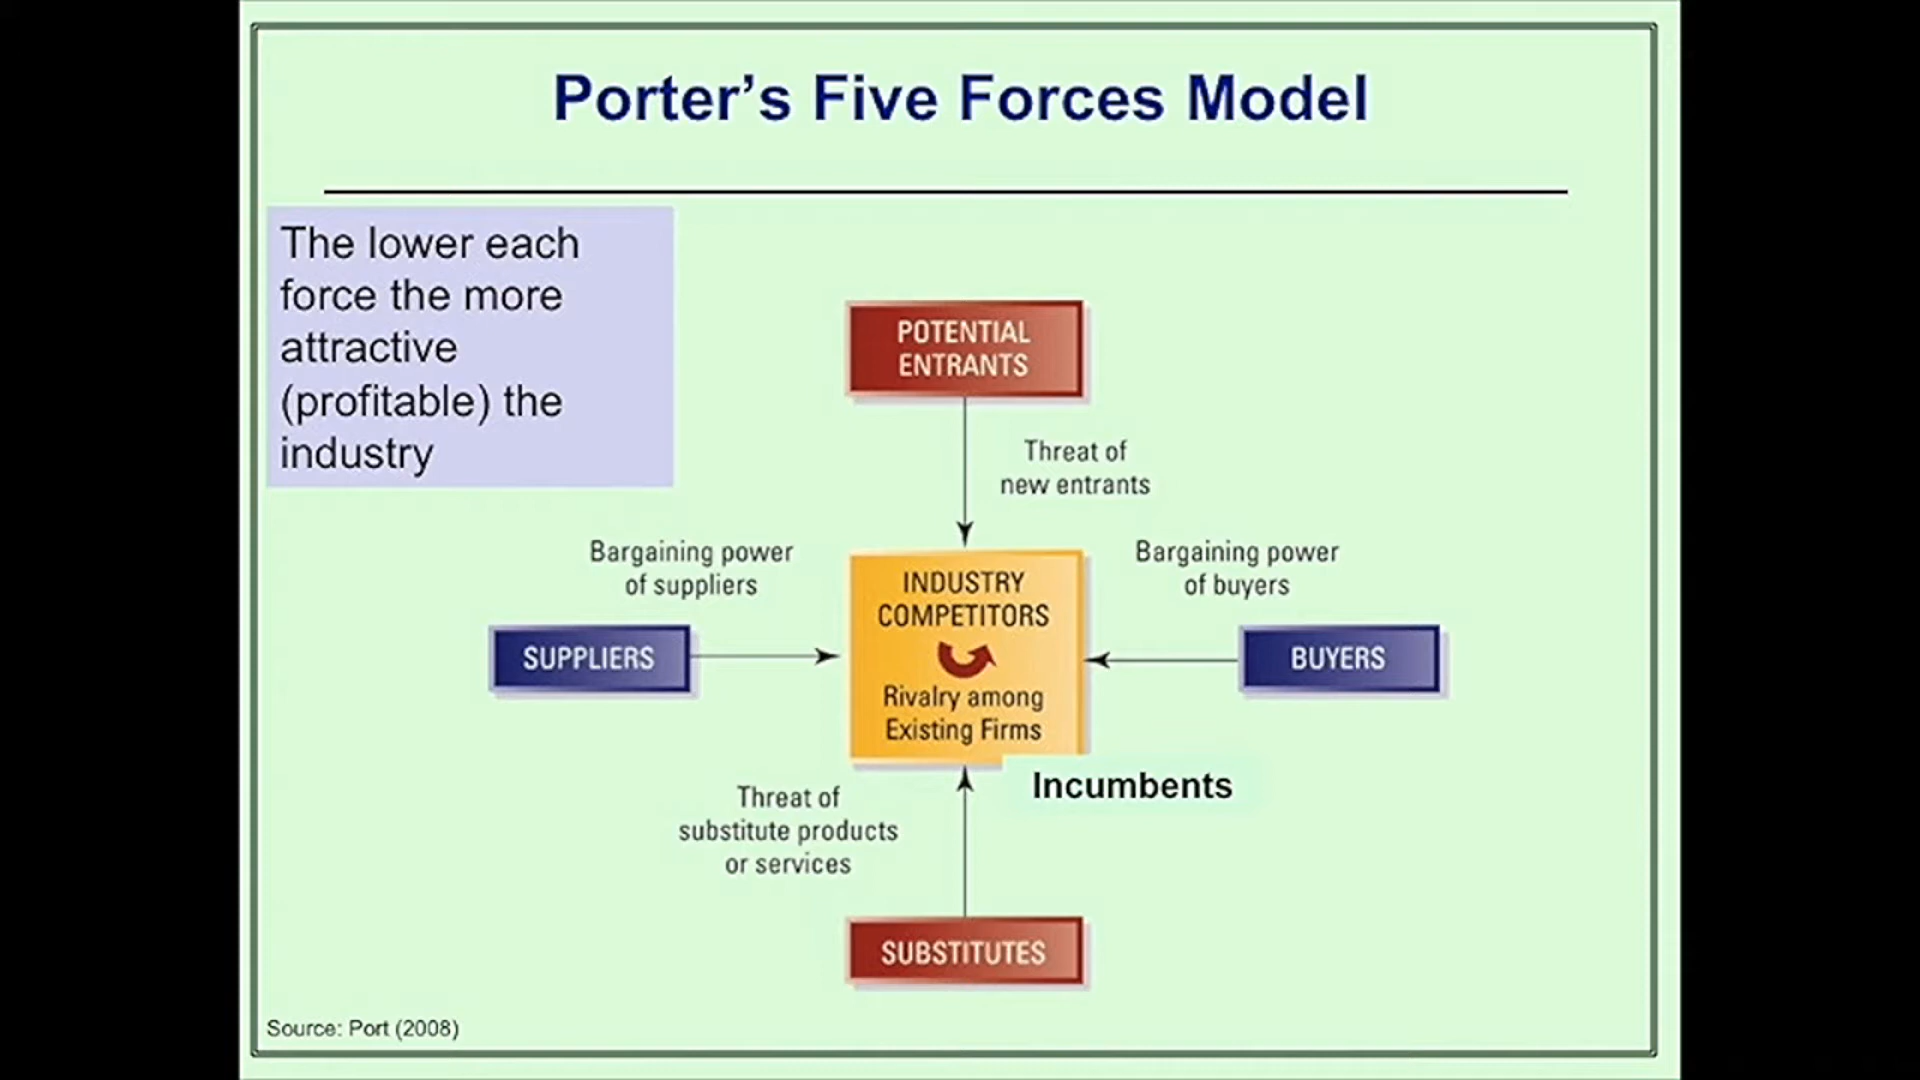 Porter’s Five Forces Model
The lower each
force the more
attractive
(profitable) the
industry
POTENTIAL
ENTRANTS
Threat of
new entrants
Bargaining power
of suppliers
Bargaining power
of buyers
SUPPLIERS
INDUSTRY
COMPETITORS
Rivalry among
Existing Firms
BUYERS
Incumbents
Threat of
substitute products
or services
SUBSTITUTES
Source: Port (2008)